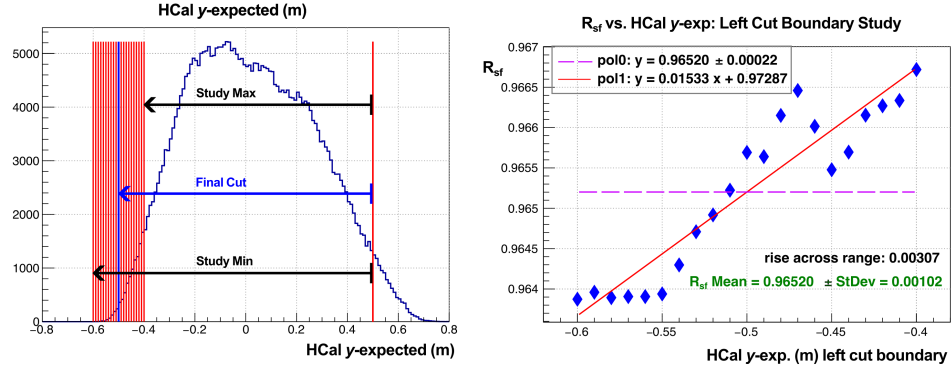 HCal y-expected (m)
5000
4000
3000
2000
1000
0
Study Max
Final Cut
Study Min
−0.8 −0.6 −0.4 −0.2 0 0.2 0.4 0.6 0.8
HCal y-expected (m)
Rsf vs. HCal y-exp: Left Cut Boundary Study
Rsf
0.967
0.9665
0.966
0.9655
0.965
0.9645
0.964
pol0: y = 0.96520 ± 0.00022
pol1: y = 0.01533 x + 0.97287
rise across range: 0.00307
Rsf Mean = 0.96520 ± StDev = 0.00102
−0.6 −0.55 −0.5 −0.45 −0.4
HCal y-exp. (m) left cut boundary